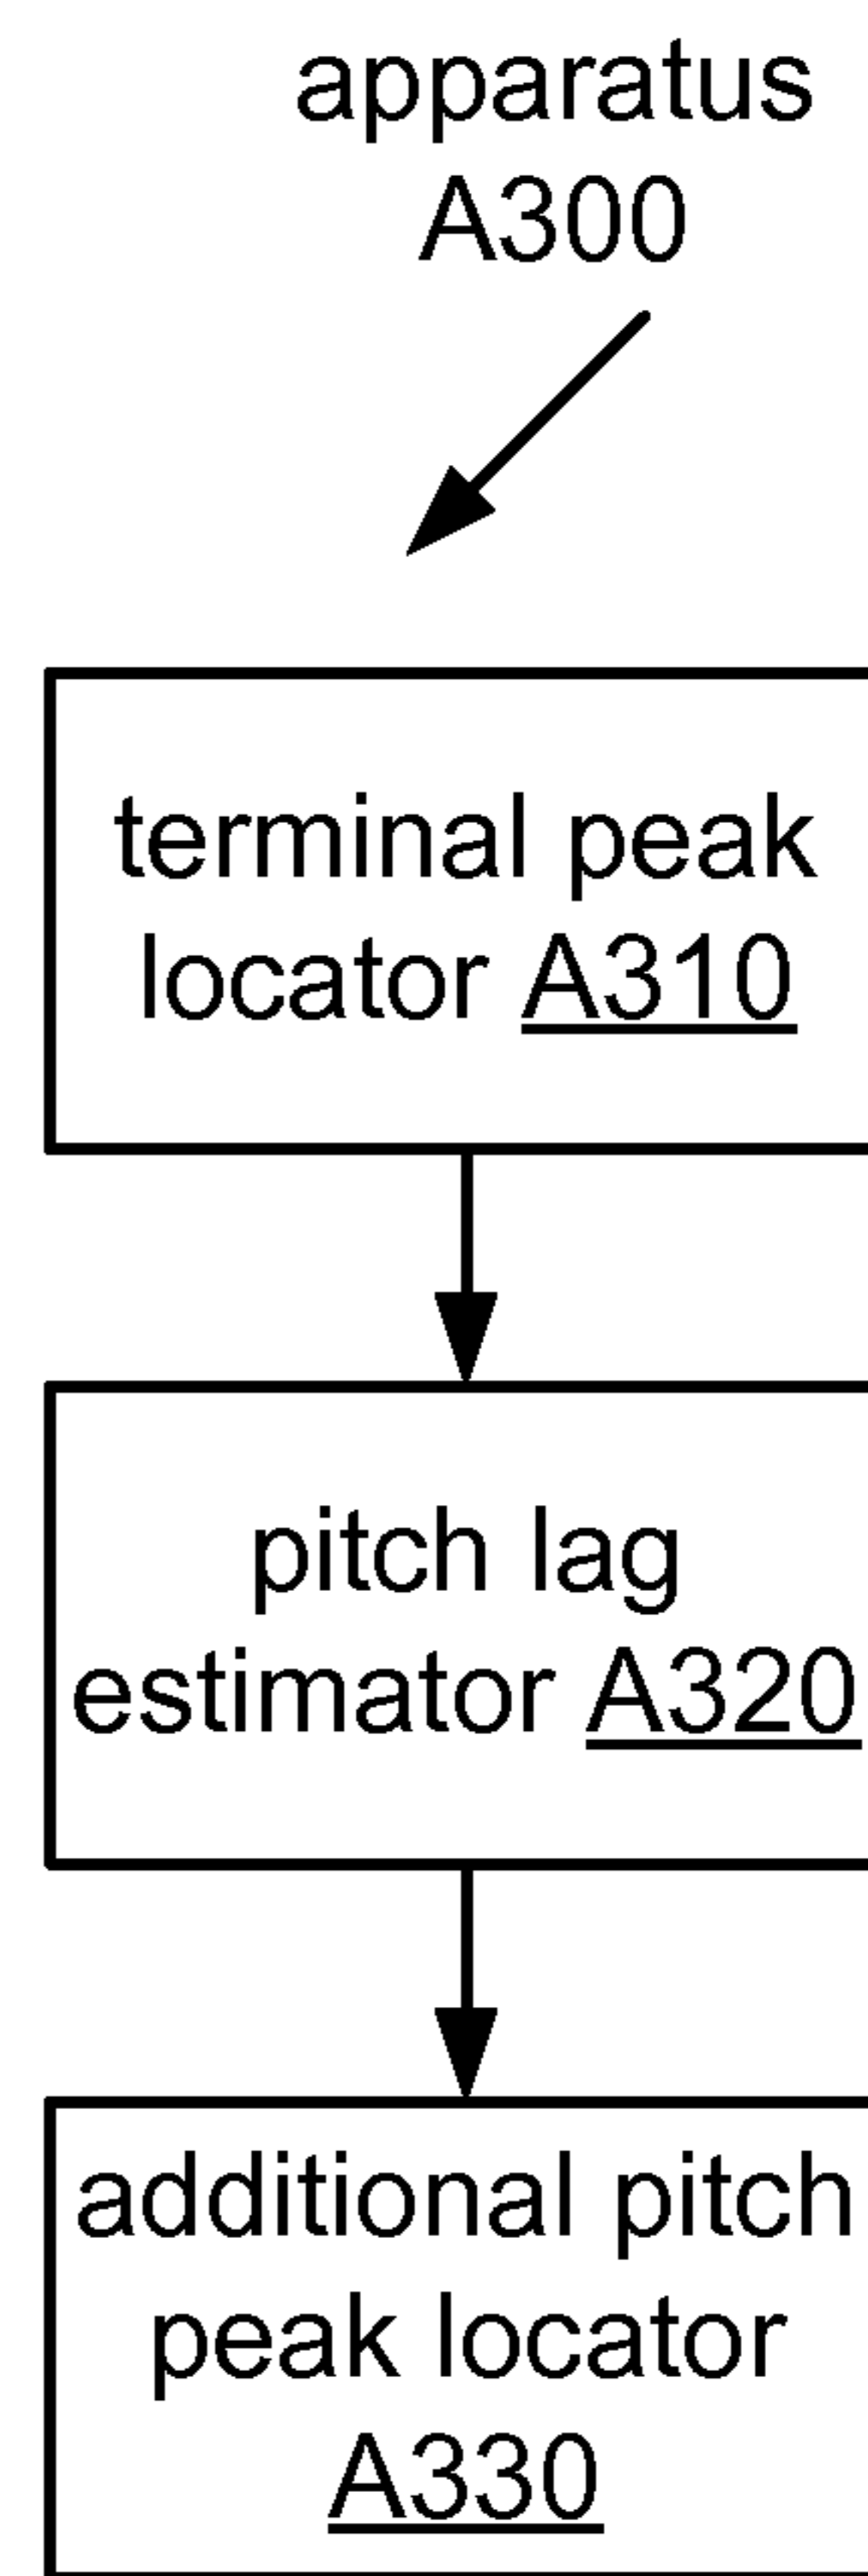 apparatus
A300
terminal peak
locator A310
pitch lag
estimator A320
additional pitch
peak locator
A330